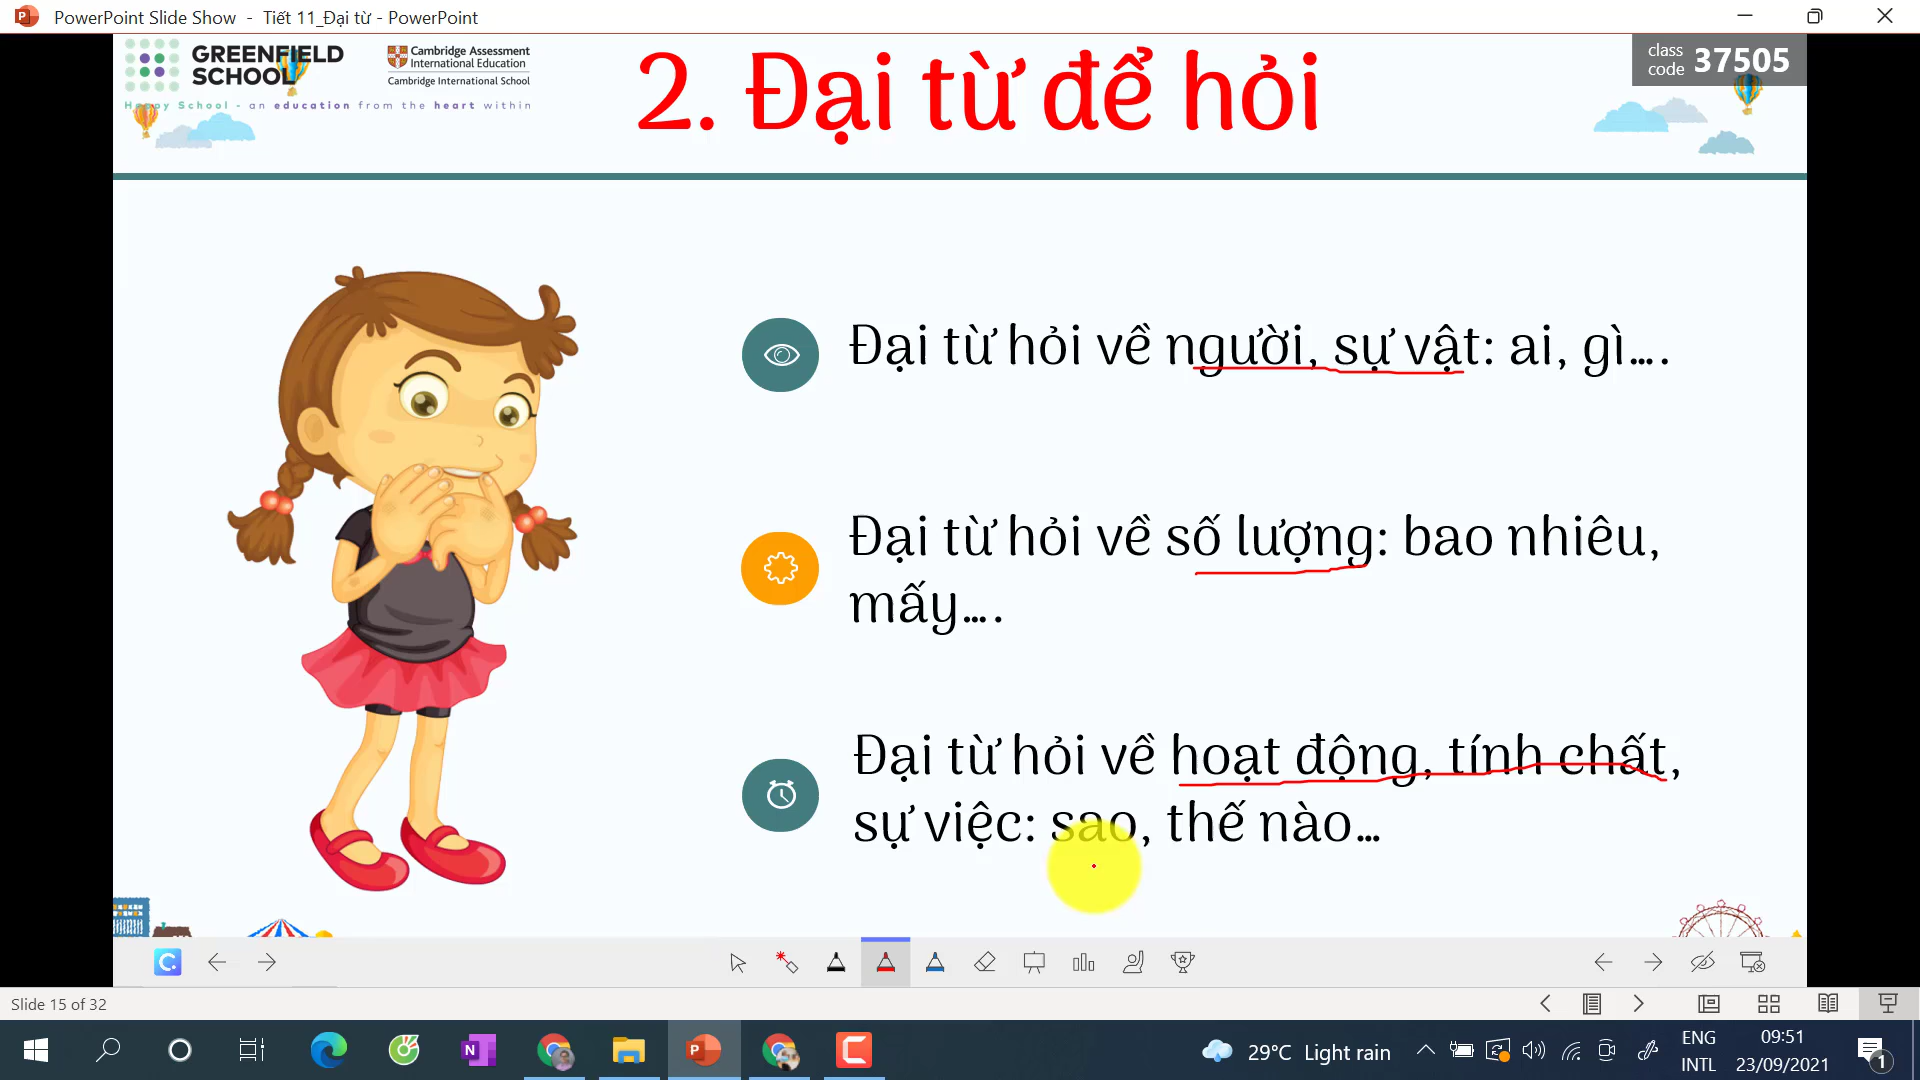 PowerPoint Slide Show - Tiết 11_Đại từ - PowerPoint
GREENFIELD
SCHOOL
Cambridge Assessment
International Education
Cambridge International School
Happy School - an education from the heart within
2. Đại từ để hỏi
class
code 37505
Đại từ hỏi về người, sự vật: ai, gì….
Đại từ hỏi về số lượng: bao nhiêu,
mấy….
Đại từ hỏi về hoạt động, tính chất,
sự việc: sao, thế nào…
Slide 15 of 32
29°C Light rain
ENG
INTL
09:51
23/09/2021
1